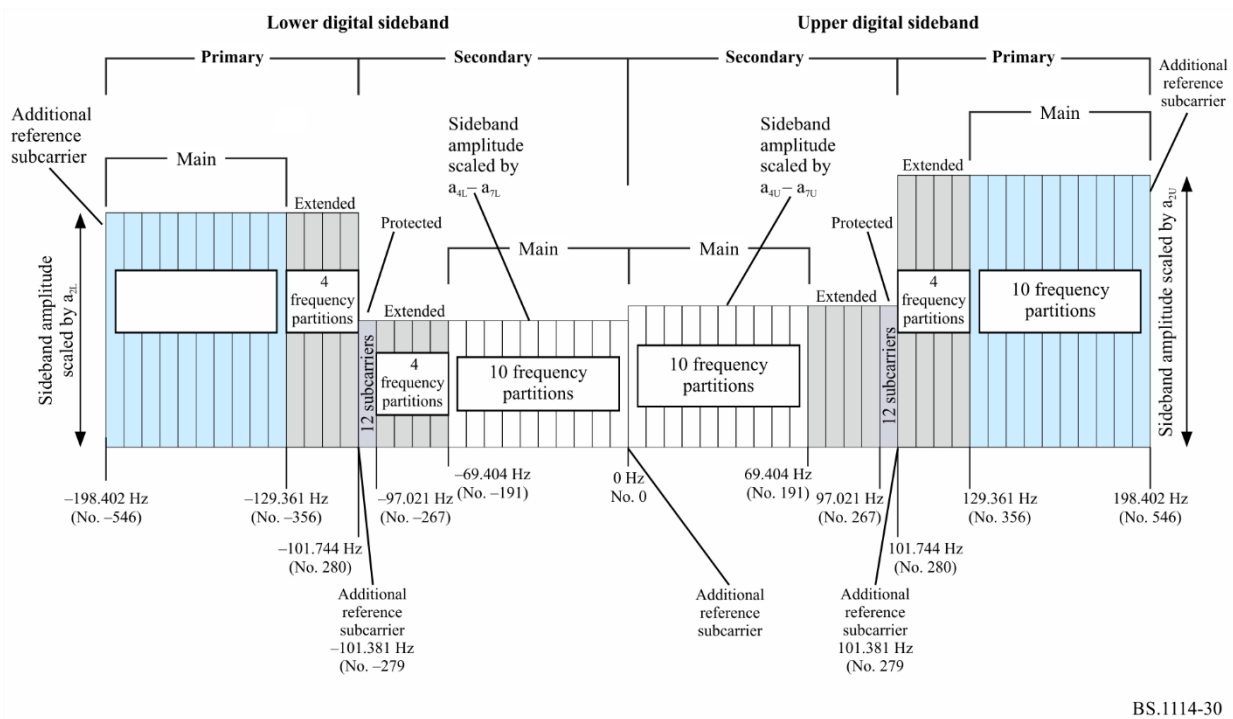 Lower digital sideband
Upper digital sideband
Primary
Secondary
Secondary
Primary
Additional
reference
subcarrier
Additional
reference
subcarrier
Main
Extended
Sideband
amplitude
scaled by
a4L– a7L
Sideband
amplitude
scaled by
a4U– a7U
Main
Extended
Protected
Main
Main
Protected
Extended
Extended
Sideband amplitude
scaled by a2L
4
frequency
partitions
12 subcarriers
4
frequency
partitions
10 frequency
partitions
10 frequency
partitions
12 subcarriers
4
frequency
partitions
10 frequency
partitions
Sideband amplitude scaled by a2U
–198.402 Hz
(No. –546)
–129.361 Hz
(No. –356)
–101.744 Hz
(No. 280)
–97.021 Hz
(No. –267)
–69.404 Hz
(No. –191)
0 Hz
No. 0
69.404 Hz
(No. 191)
97.021 Hz
(No. 267)
101.744 Hz
(No. 280)
129.361 Hz
(No. 356)
198.402 Hz
(No. 546)
Additional
reference
subcarrier
–101.381 Hz
(No. –279
Additional
reference
subcarrier
Additional
reference
subcarrier
101.381 Hz
(No. 279
BS.1114-30